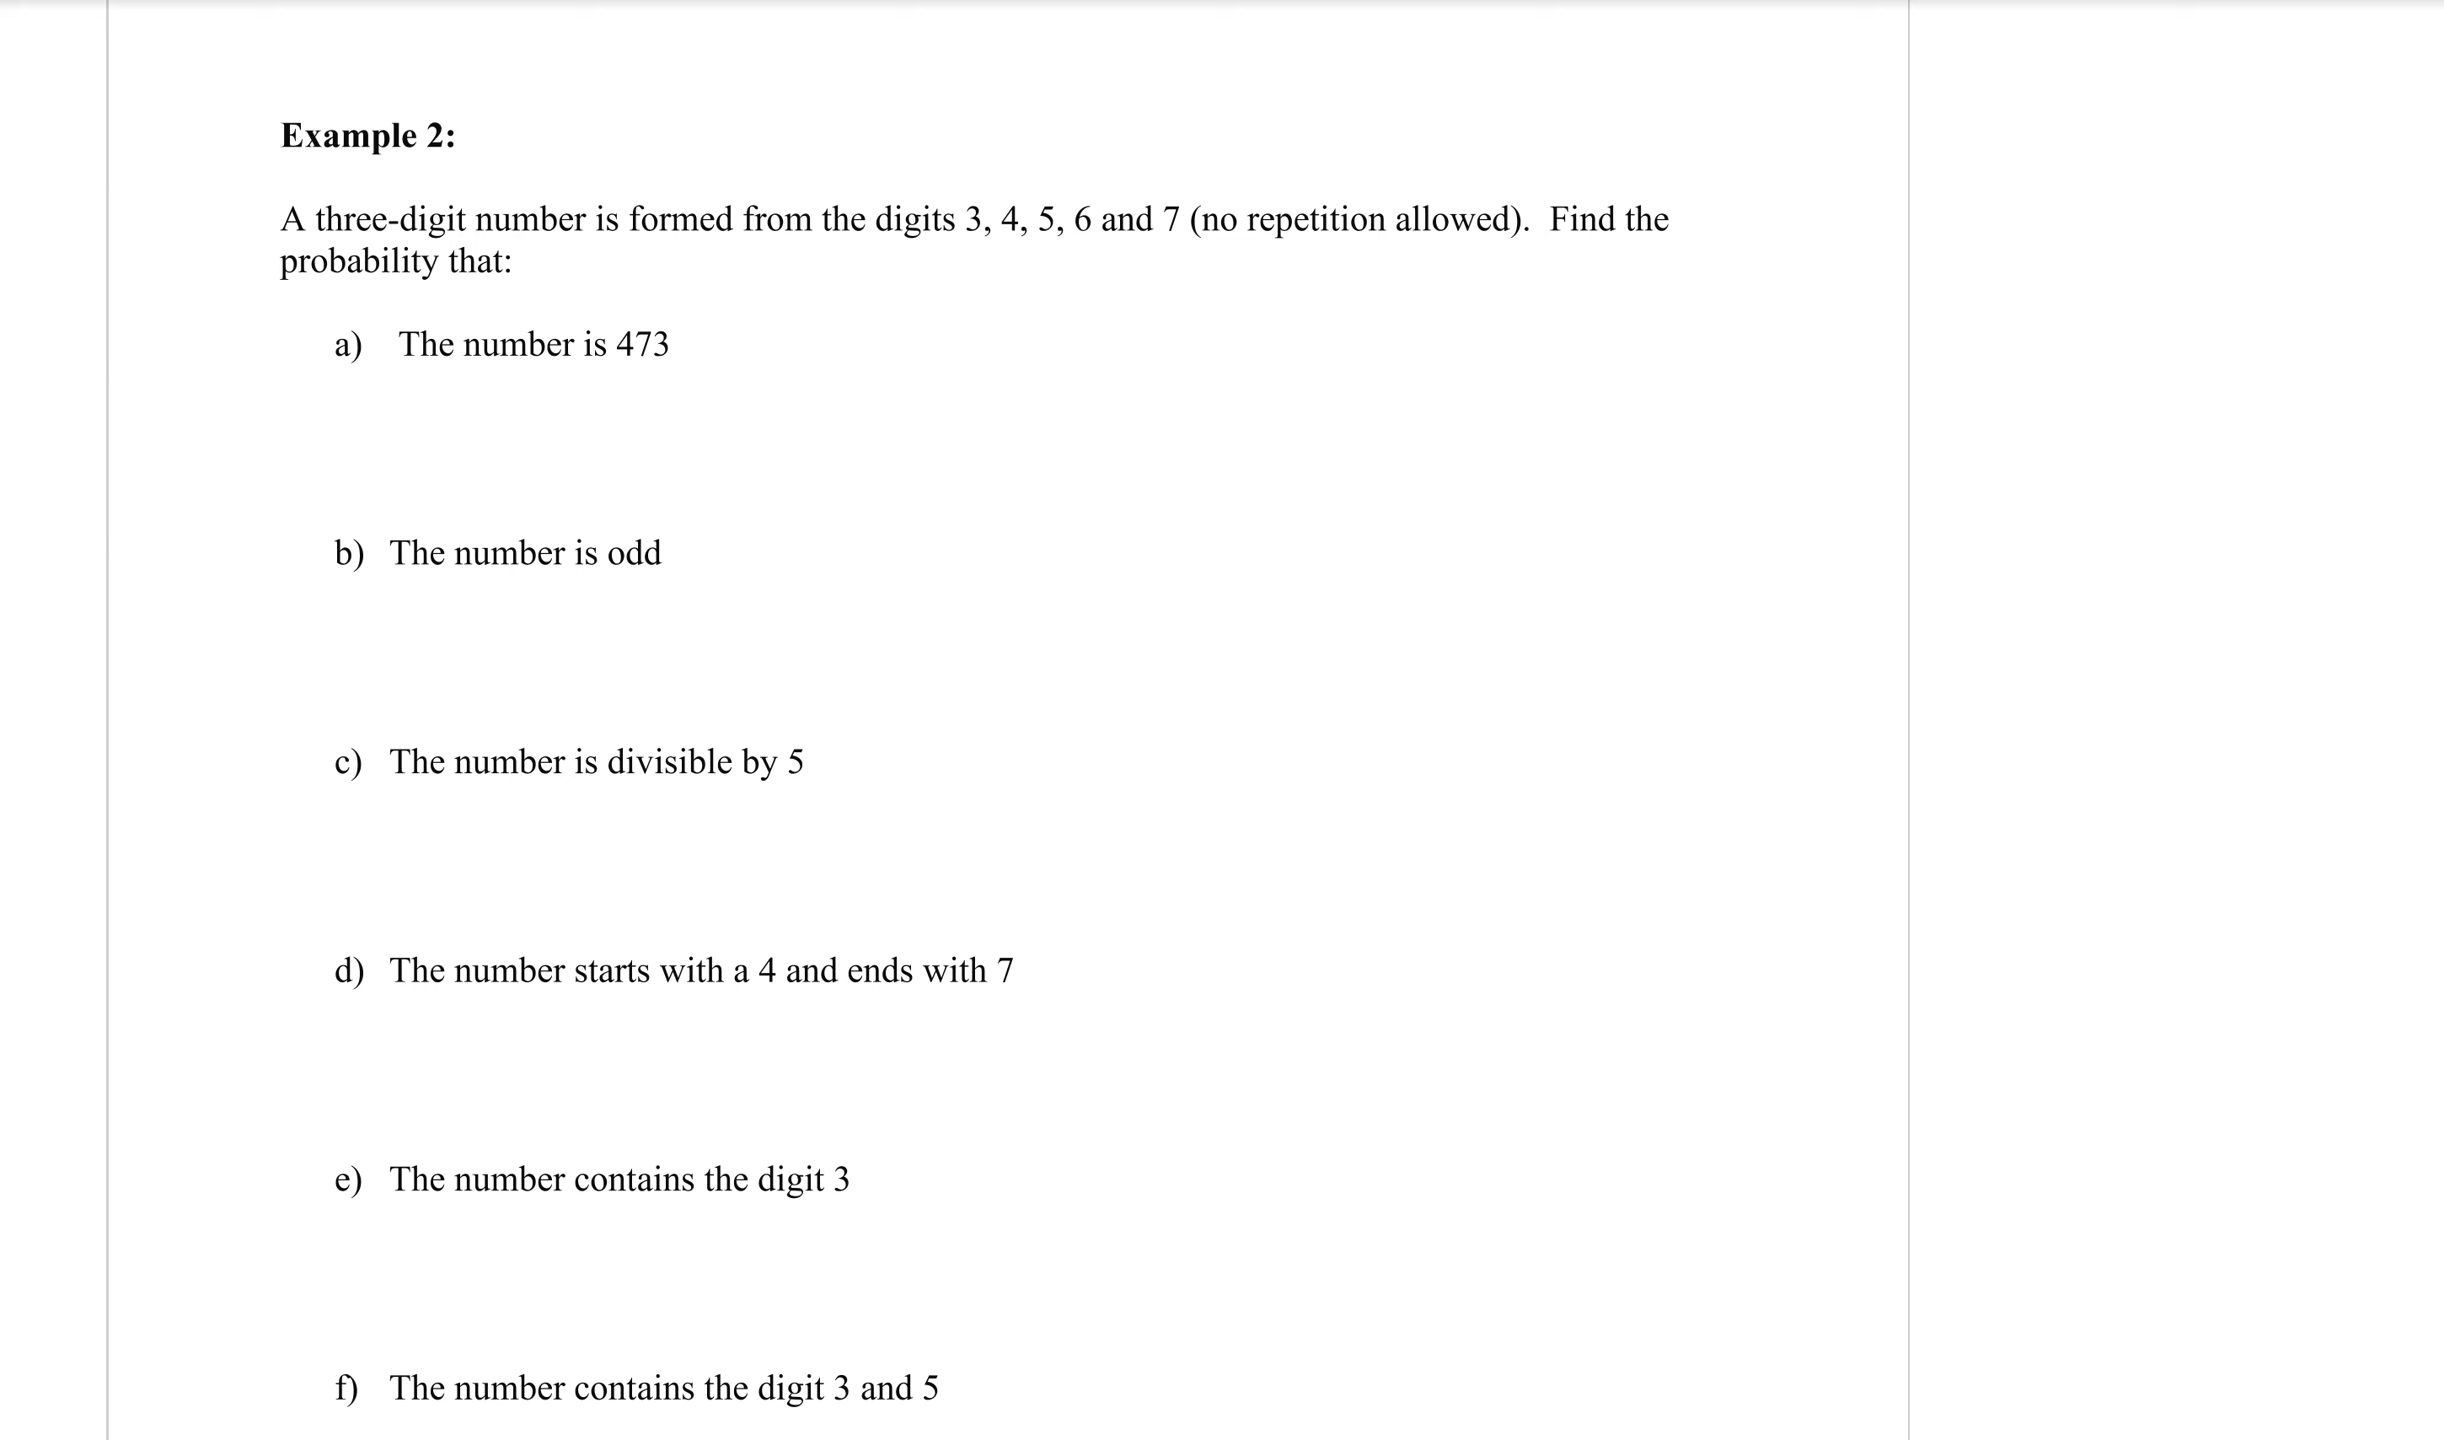 Example 2:
A three-digit number is formed from the digits 3, 4, 5, 6 and 7 (no repetition allowed).  Find the
probability that:
a) The number is 473
b) The number is odd
c) The number is divisible by 5
d) The number starts with a 4 and ends with 7
e) The number contains the digit 3
f) The number contains the digit 3 and 5